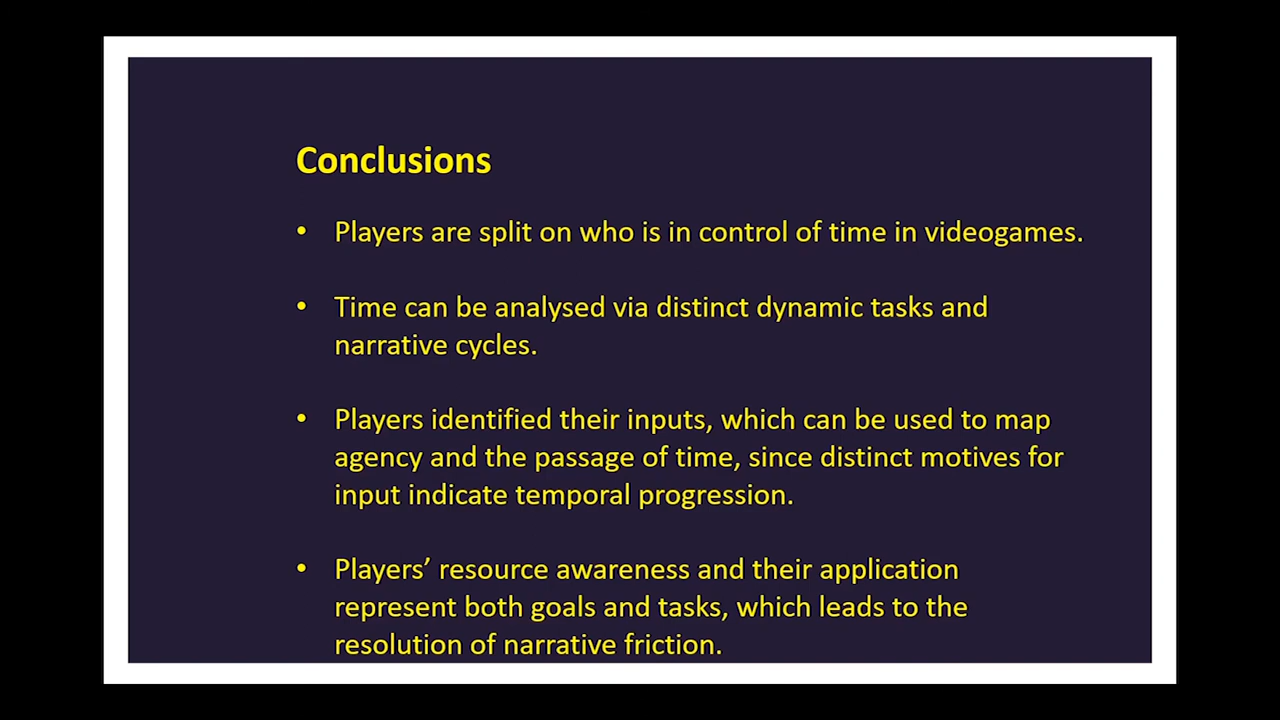 Conclusions
• Players are split on who is in control of time in videogames.
• Time can be analysed via distinct dynamic tasks and
narrative cycles.
• Players identified their inputs, which can be used to map
agency and the passage of time, since distinct motives for
input indicate temporal progression.
• Players’ resource awareness and their application
represent both goals and tasks, which leads to the
resolution of narrative friction.